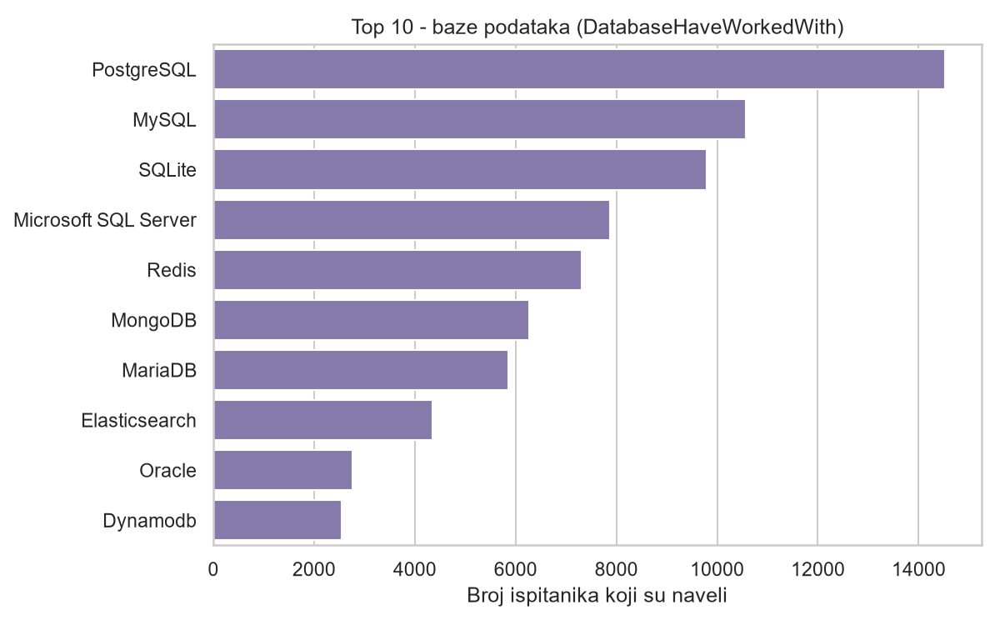 Top 10 - baze podataka (DatabaseHaveWorkedWith)
PostgreSQL
MySQL
SQLite
Microsoft SQL Server
Redis
MongoDB
MariaDB
Elasticsearch
Oracle
Dynamodb
0 2000 4000 6000 8000 10000 12000 14000
Broj ispitanika koji su naveli